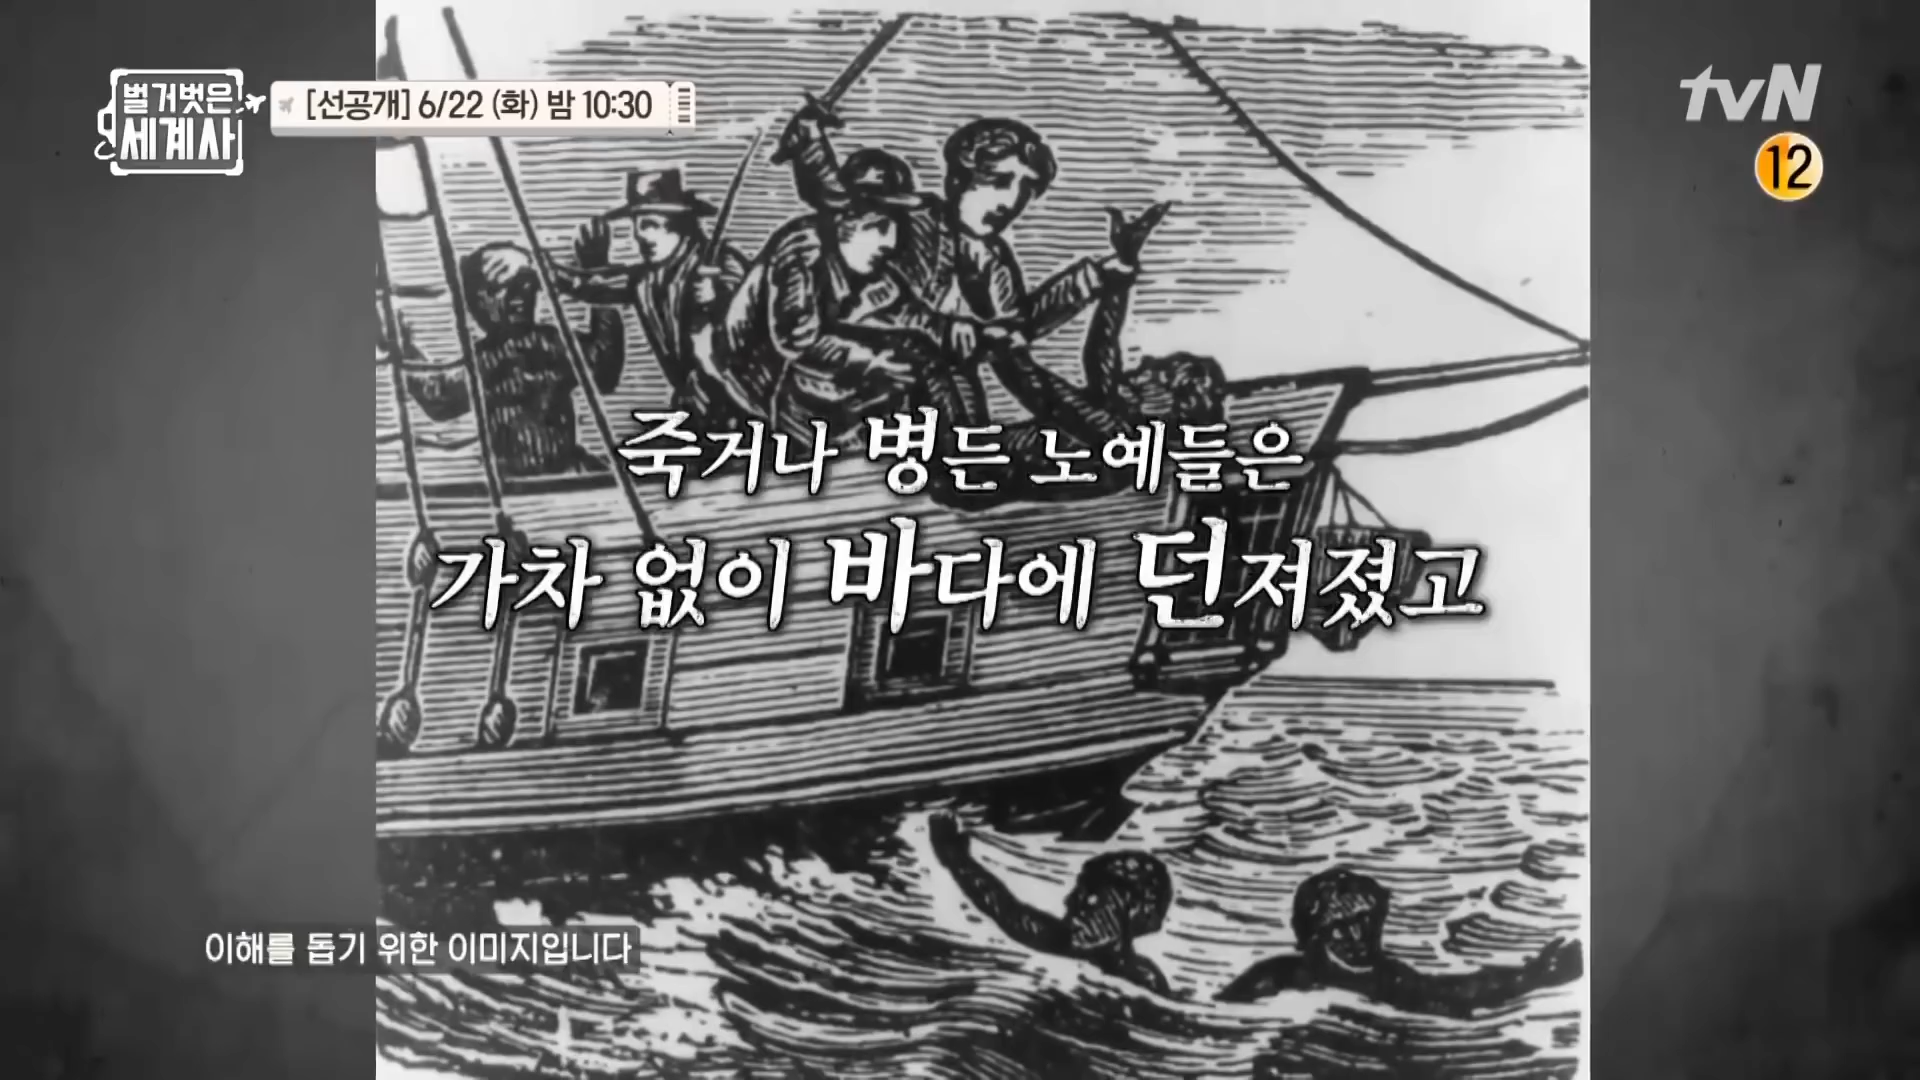 벌거벗은
세계사
[선공개] 6/22 (화) 밤 10:30
tvN
12
죽거나 병든 노예들은
가차 없이 바다에 던져졌고
이해를 돕기 위한 이미지입니다